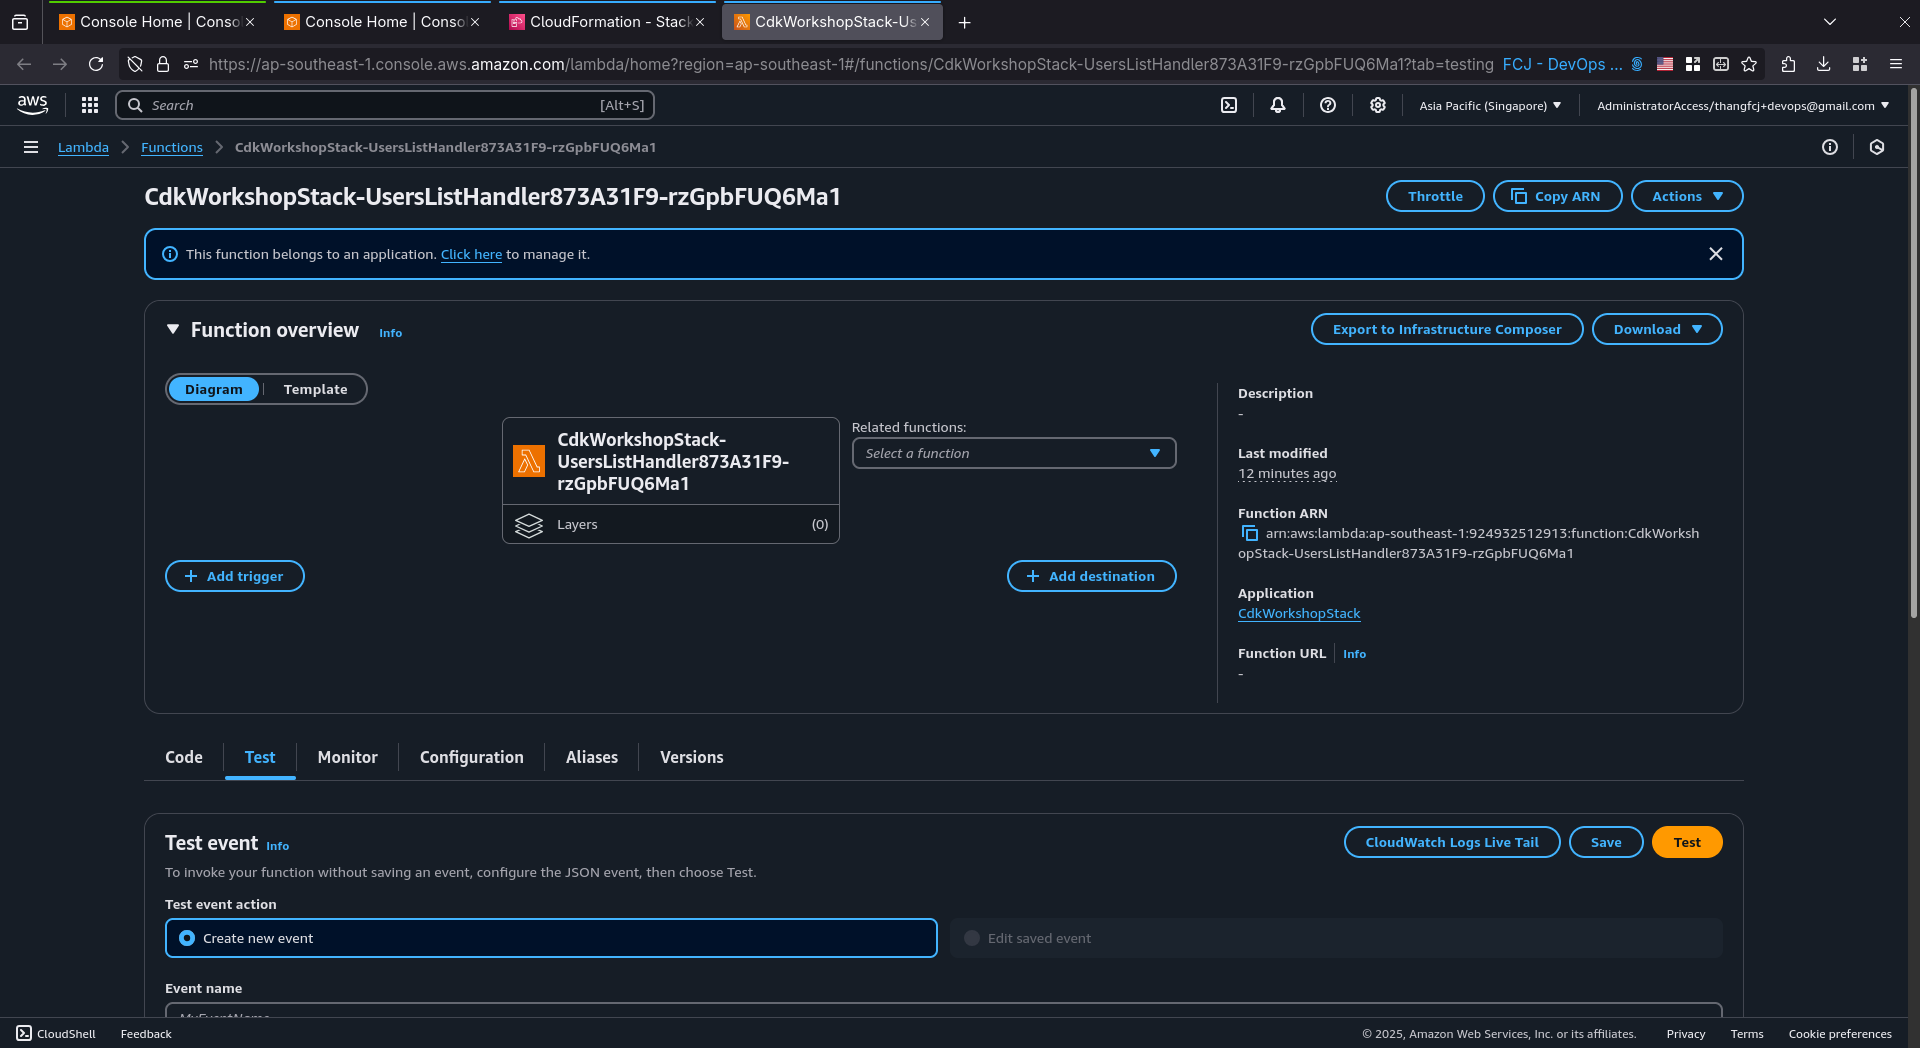 Console Home | Conso
Console Home | Conso
CloudFormation - Stack
CdkWorkshopStack-Us
https://ap-southeast-1.console.aws.amazon.com/lambda/home?region=ap-southeast-1#/functions/CdkWorkshopStack-UsersListHandler873A31F9-rzGpbFUQ6Ma1?tab=testing
FCJ - DevOps ...
aws
Search
[Alt+S]
Asia Pacific (Singapore)
AdministratorAccess/thangfcj+devops@gmail.com
Lambda
Functions
CdkWorkshopStack-UsersListHandler873A31F9-rzGpbFUQ6Ma1
CdkWorkshopStack-UsersListHandler873A31F9-rzGpbFUQ6Ma1
Throttle
Copy ARN
Actions
This function belongs to an application. Click here to manage it.
Function overview
Info
Export to Infrastructure Composer
Download
Diagram
Template
CdkWorkshopStack-
UsersListHandler873A31F9-
rzGpbFUQ6Ma1
Layers
(0)
Related functions:
Select a function
Add trigger
Add destination
Description
-
Last modified
12 minutes ago
Function ARN
arn:aws:lambda:ap-southeast-1:924932512913:function:CdkWorksh
opStack-UsersListHandler873A31F9-rzGpbFUQ6Ma1
Application
CdkWorkshopStack
Function URL
Info
-
Code
Test
Monitor
Configuration
Aliases
Versions
Test event
Info
CloudWatch Logs Live Tail
Save
Test
To invoke your function without saving an event, configure the JSON event, then choose Test.
Test event action
Create new event
Edit saved event
Event name
MyEventName
CloudShell
Feedback
© 2025, Amazon Web Services, Inc. or its affiliates.
Privacy
Terms
Cookie preferences